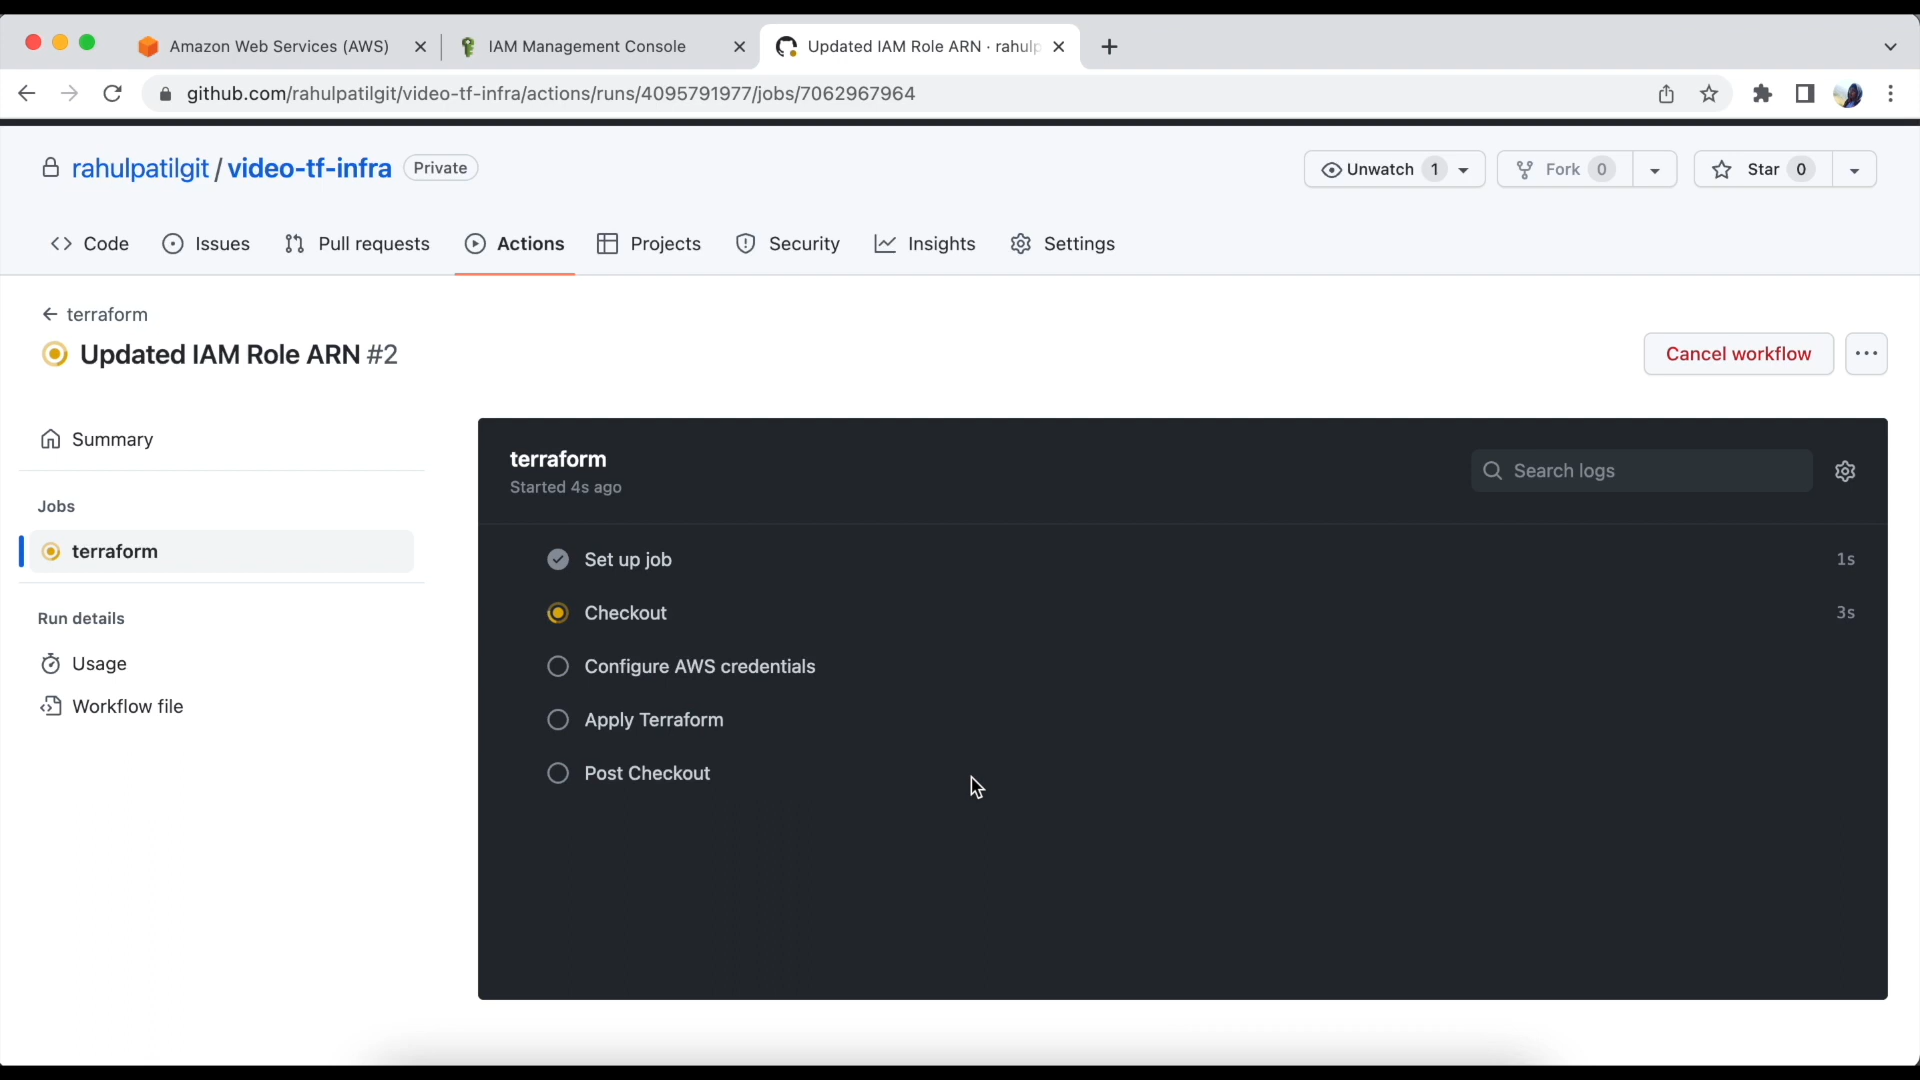 Amazon Web Services (AWS)
IAM Management Console
Updated IAM Role ARN · rahulp
github.com/rahulpatilgit/video-tf-infra/actions/runs/4095791977/jobs/7062967964
rahulpatilgit / video-tf-infra Private
Unwatch 1
Fork 0
Star 0
Code
Issues
Pull requests
Actions
Projects
Security
Insights
Settings
terraform
Updated IAM Role ARN #2
Cancel workflow
Summary
Jobs
terraform
Run details
Usage
Workflow file
terraform
Started 4s ago
Search logs
Set up job 1s
Checkout 3s
Configure AWS credentials
Apply Terraform
Post Checkout